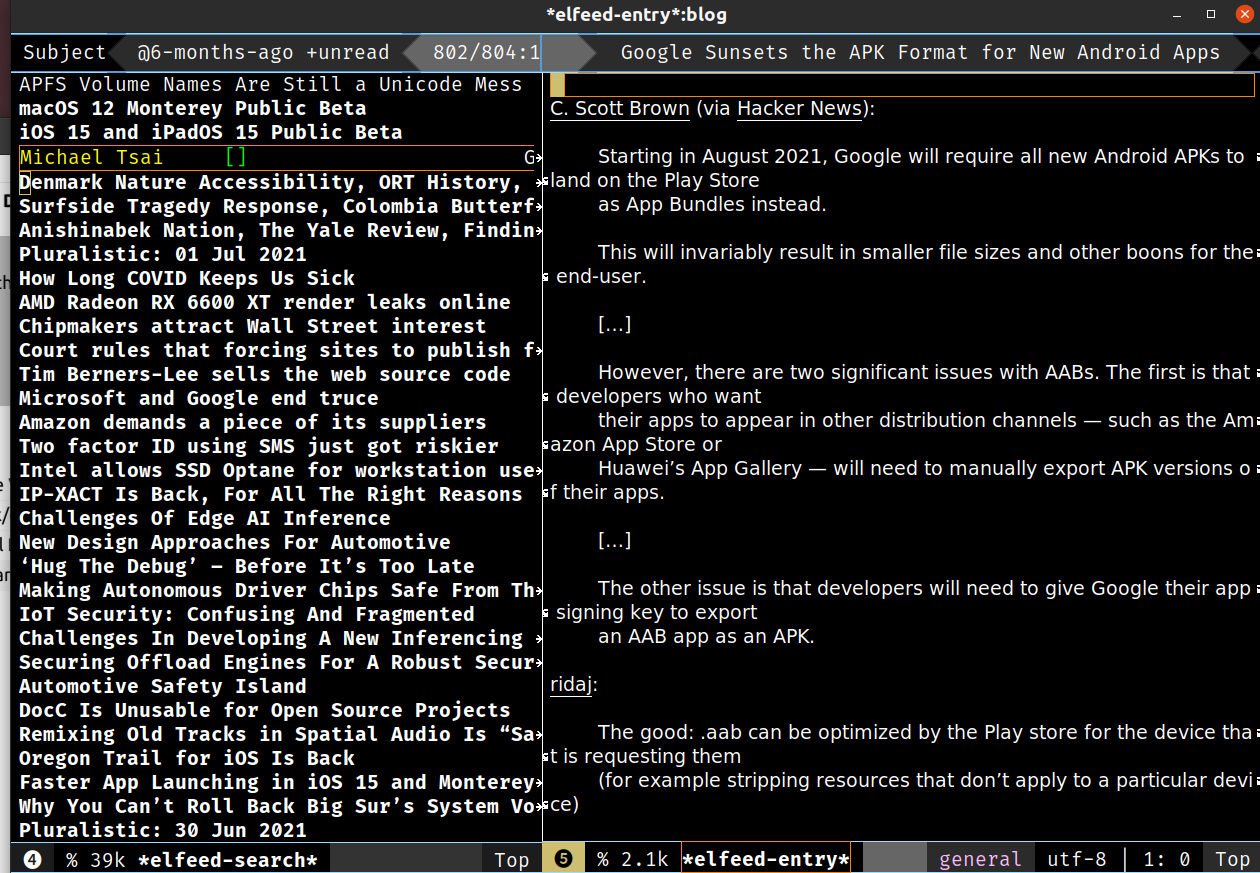 *elfeed-entry*:blog
Subject @6-months-ago +unread 802/804:1 Google Sunsets the APK Format for New Android Apps
APFS Volume Names Are Still a Unicode Mess
macOS 12 Monterey Public Beta
iOS 15 and iPadOS 15 Public Beta
Michael Tsai [] G
Denmark Nature Accessibility, ORT History,
Surfside Tragedy Response, Colombia Butterf
Anishinabek Nation, The Yale Review, Findin
Pluralistic: 01 Jul 2021
How Long COVID Keeps Us Sick
AMD Radeon RX 6600 XT render leaks online
Chipmakers attract Wall Street interest
Court rules that forcing sites to publish f
Tim Berners-Lee sells the web source code
Microsoft and Google end truce
Amazon demands a piece of its suppliers
Two factor ID using SMS just got riskier
Intel allows SSD Optane for workstation use
IP-XACT Is Back, For All The Right Reasons
Challenges Of Edge AI Inference
New Design Approaches For Automotive
‘Hug The Debug’ – Before It’s Too Late
Making Autonomous Driver Chips Safe From Th
IoT Security: Confusing And Fragmented
Challenges In Developing A New Inferencing
Securing Offload Engines For A Robust Secur
Automotive Safety Island
DocC Is Unusable for Open Source Projects
Remixing Old Tracks in Spatial Audio Is “Sa
Oregon Trail for iOS Is Back
Faster App Launching in iOS 15 and Monterey
Why You Can’t Roll Back Big Sur’s System Vo
Pluralistic: 30 Jun 2021
4 % 39k *elfeed-search* Top
C. Scott Brown (via Hacker News):
Starting in August 2021, Google will require all new Android APKs to
land on the Play Store
as App Bundles instead.
This will invariably result in smaller file sizes and other boons for the
end-user.
[…]
However, there are two significant issues with AABs. The first is that
developers who want
their apps to appear in other distribution channels — such as the Am
azon App Store or
Huawei’s App Gallery — will need to manually export APK versions o
f their apps.
[…]
The other issue is that developers will need to give Google their app
signing key to export
an AAB app as an APK.
ridaj:
The good: .aab can be optimized by the Play store for the device tha
t is requesting them
(for example stripping resources that don’t apply to a particular devi
ce)
5 % 2.1k *elfeed-entry* general utf-8 | 1: 0 Top